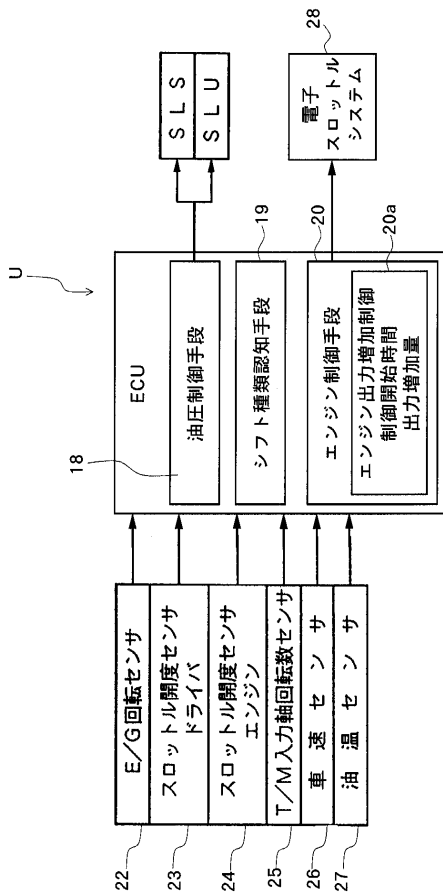 U
ECU
22
E/G回転センサ
23
スロットル開度センサ
ドライバ
24
スロットル開度センサ
エンジン
25
T/M入力軸回転数センサ
26
車速センサ
27
油温センサ
18
油圧制御手段
19
シフト種類認知手段
20
エンジン制御手段
20a
エンジン出力増加制御
制御開始時間
出力増加量
SLS
SLU
28
電子
スロットル
システム